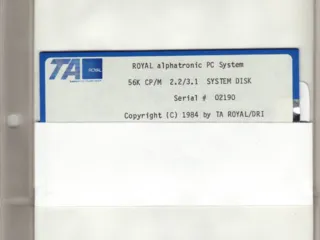 TA ROYAL
ROYAL alphatronic PC System
56K CP/M 2.2/3.1 SYSTEM DISK
Serial # 02190
Copyright (C) 1984 by TA ROYAL/DRI